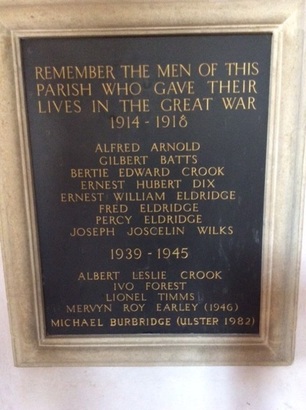 REMEMBER THE MEN OF THIS
PARISH WHO GAVE THEIR
LIVES IN THE GREAT WAR
1914 - 1918
ALFRED ARNOLD
GILBERT BATTS
BERTIE EDWARD CROOK
ERNEST HUBERT DIX
ERNEST WILLIAM ELDRIDGE
FRED ELDRIDGE
PERCY ELDRIDGE
JOSEPH JOSCELIN WILKS
1939 - 1945
ALBERT LESLIE CROOK
IVO FOREST
LIONEL TIMMS
MERVYN ROY EARLEY (1946)
MICHAEL BURBRIDGE (ULSTER 1982)